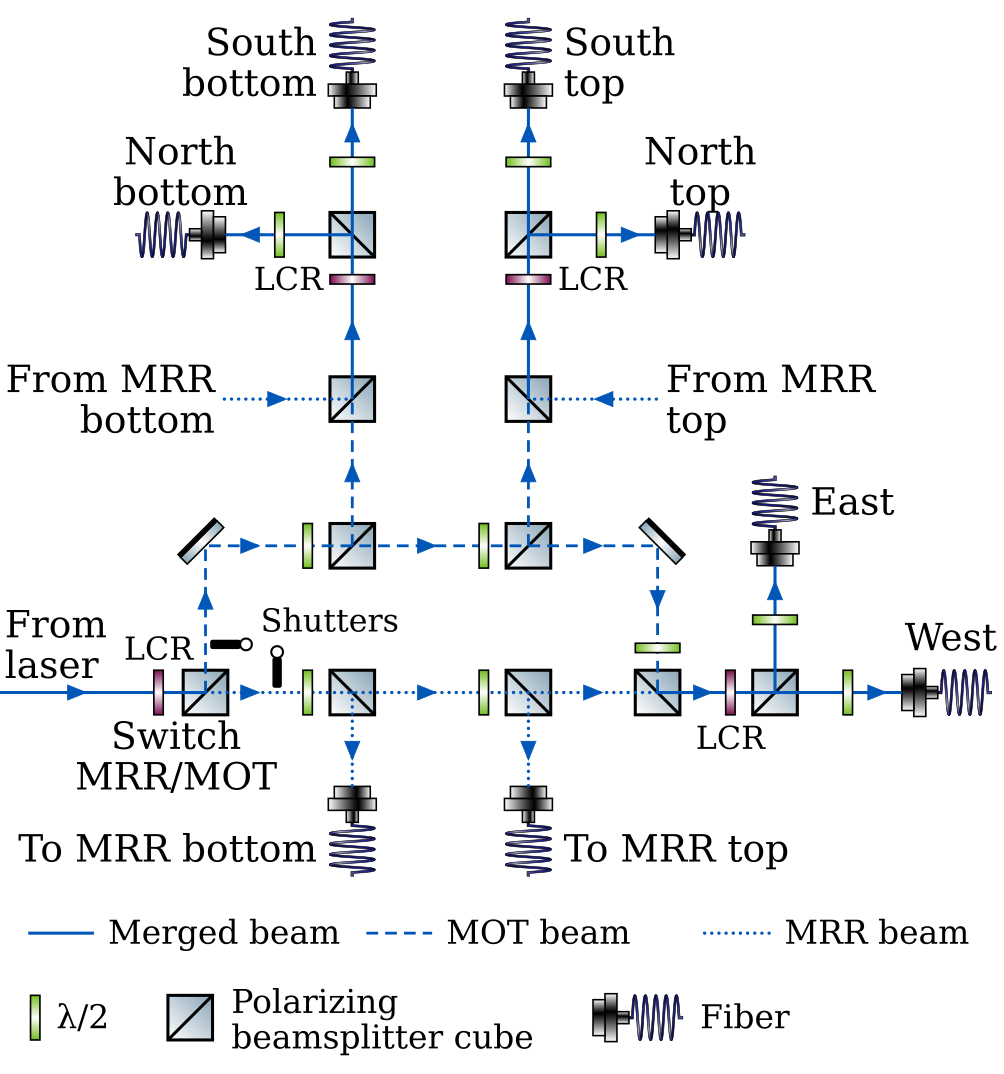 South
bottom
South
top
North
bottom
North
top
LCR
LCR
From MRR
bottom
From MRR
top
East
From
laser
LCR
Shutters
West
Switch
MRR/MOT
LCR
To MRR bottom
To MRR top
Merged beam
MOT beam
MRR beam
λ/2
Polarizing
beamsplitter cube
Fiber